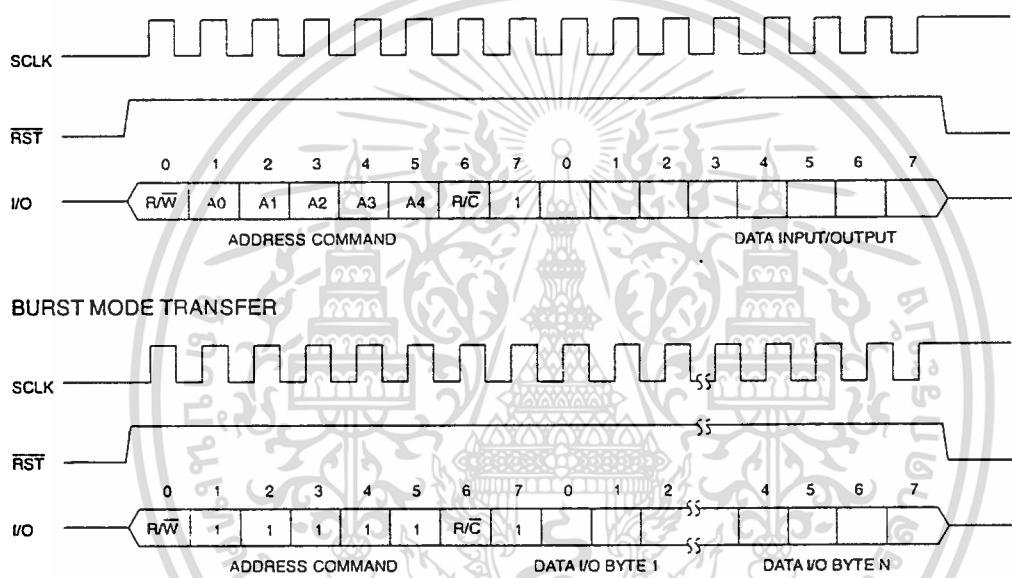 SCLK
RST
0 1 2 3 4 5 6 7 0 1 2 3 4 5 6 7
I/O R/W A0 A1 A2 A3 A4 R/C 1
ADDRESS COMMAND DATA INPUT/OUTPUT
BURST MODE TRANSFER
SCLK
RST
0 1 2 3 4 5 6 7 0 1 2 4 5 6 7
I/O R/W 1 1 1 1 1 R/C 1
ADDRESS COMMAND DATA I/O BYTE 1 DATA I/O BYTE N